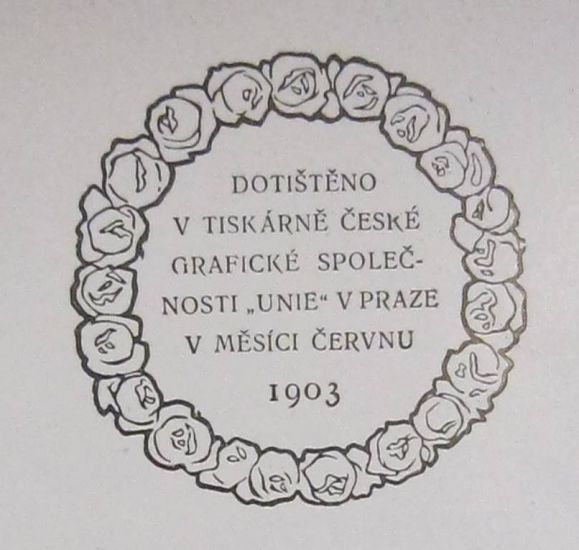 DOTIŠTĚNO
V TISKÁRNĚ ČESKÉ
GRAFICKÉ SPOLEČ-
NOSTI „UNIE“ V PRAZE
V MĚSÍCI ČERVNU
1903